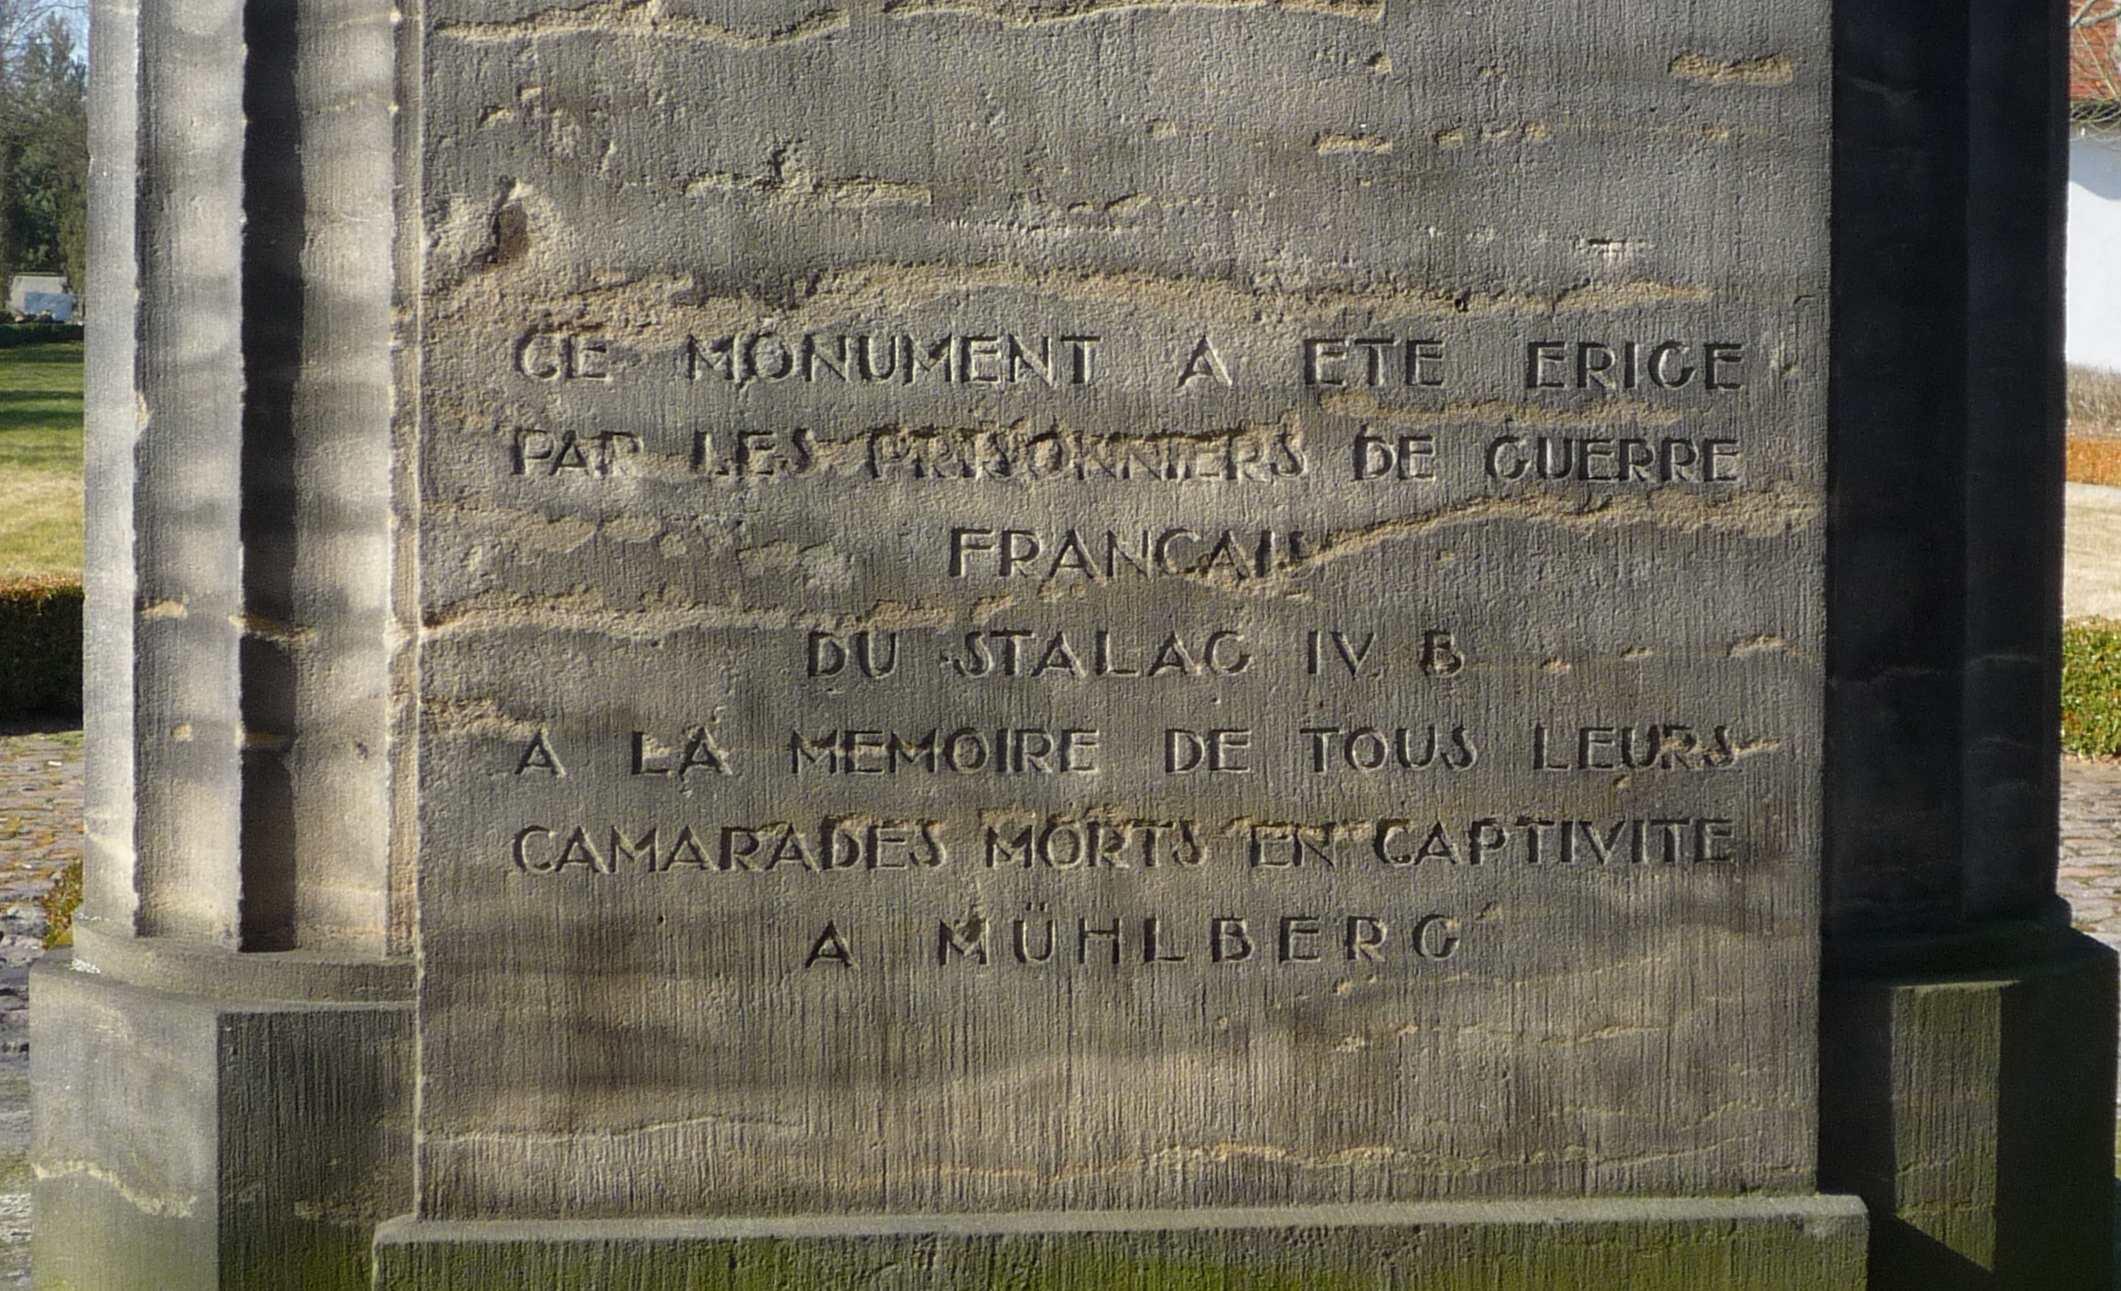 CE MONUMENT A ETE ERIGE
PAR LES PRISONNIERS DE GUERRE
FRANCAIS
DU STALAG IV B
A LA MEMOIRE DE TOUS LEURS
CAMARADES MORTS EN CAPTIVITE
A MÜHLBERG